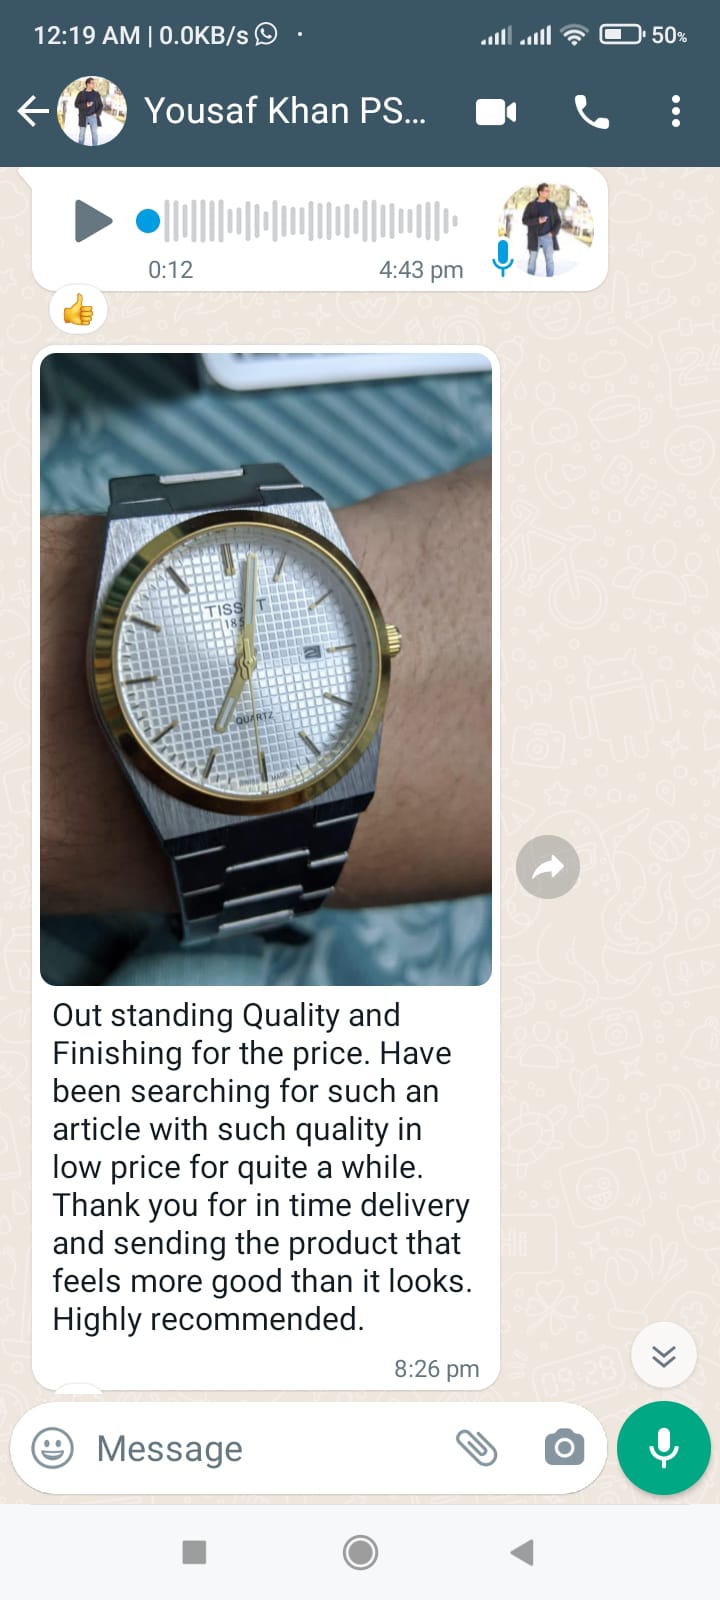 12:19 AM | 0.0KB/s
50%
Yousaf Khan PS...
0:12
4:43 pm
TISS T
185
2
QUARTZ
Out standing Quality and
Finishing for the price. Have
been searching for such an
article with such quality in
low price for quite a while.
Thank you for in time delivery
and sending the product that
feels more good than it looks.
Highly recommended.
8:26 pm
Message